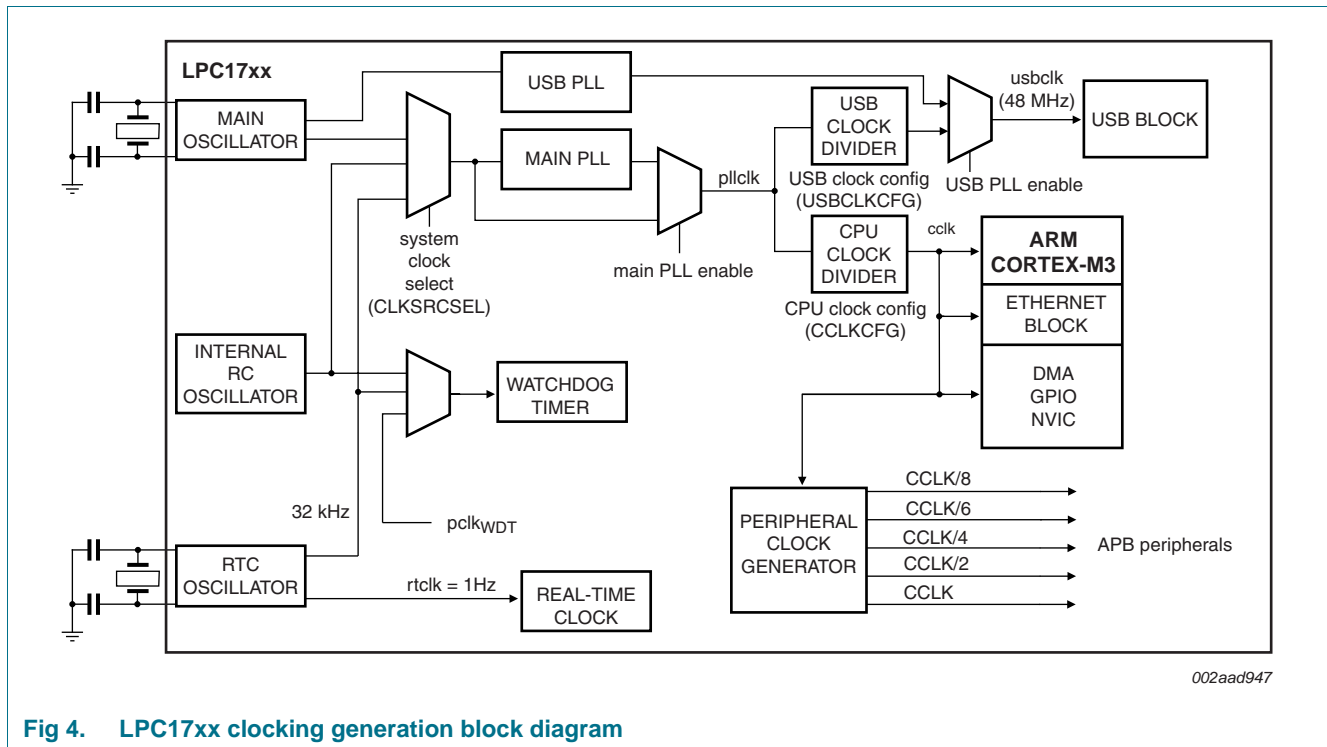 LPC17xx
MAIN
OSCILLATOR
USB PLL
MAIN PLL
system
clock
select
(CLKSRCSEL)
main PLL enable
pllclk
USB
CLOCK
DIVIDER
USB clock config
(USBCLKCFG)
USB PLL enable
usbclk
(48 MHz)
USB BLOCK
CPU
CLOCK
DIVIDER
CPU clock config
(CCLKCFG)
cclk
ARM
CORTEX-M3
ETHERNET
BLOCK
DMA
GPIO
NVIC
INTERNAL
RC
OSCILLATOR
WATCHDOG
TIMER
32 kHz
pclkWDT
RTC
OSCILLATOR
rtclk = 1Hz
REAL-TIME
CLOCK
PERIPHERAL
CLOCK
GENERATOR
CCLK/8
CCLK/6
CCLK/4
CCLK/2
CCLK
APB peripherals
002aad947
Fig 4. LPC17xx clocking generation block diagram